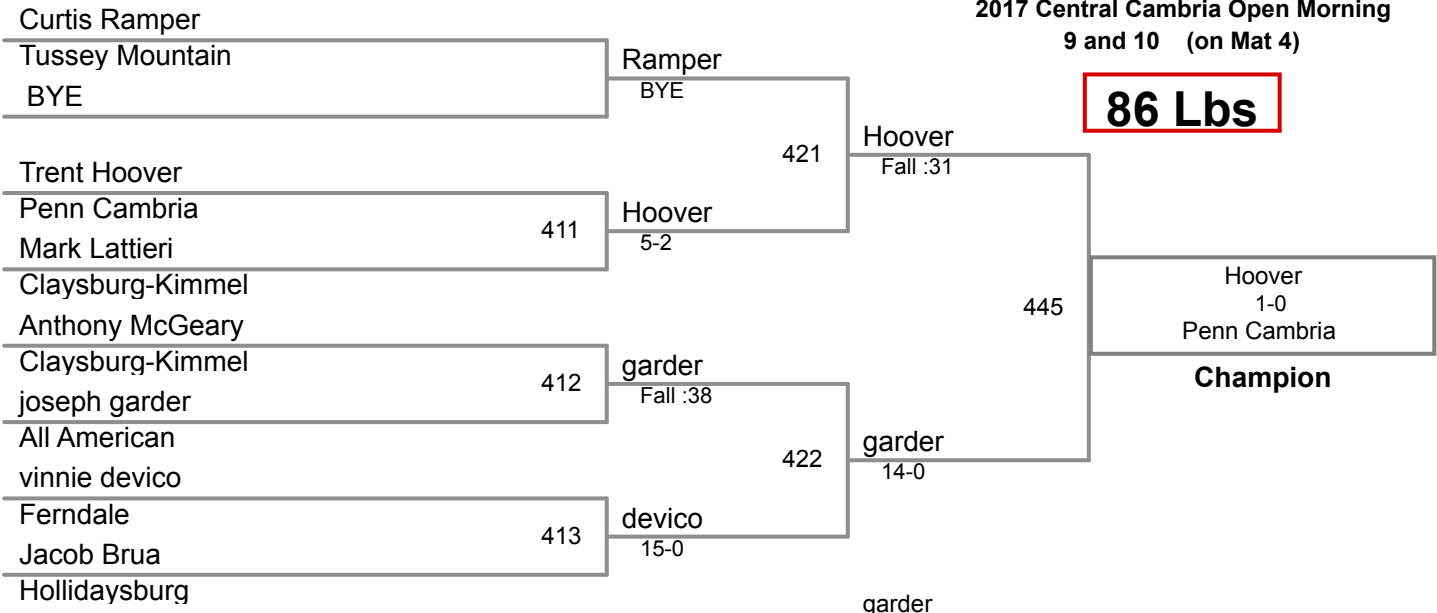 2017 Central Cambria Open Morning
9 and 10 (on Mat 4)
86 Lbs
Curtis Ramper
Tussey Mountain
BYE
Trent Hoover
Penn Cambria
Mark Lattieri
Claysburg-Kimmel
Anthony McGeary
Claysburg-Kimmel
joseph garder
All American
vinnie devico
Ferndale
Jacob Brua
Hollidaysburg
411
412
413
Ramper
BYE
Hoover
5-2
garder
Fall :38
devico
15-0
421
422
Hoover
Fall :31
garder
14-0
445
Hoover
1-0
Penn Cambria
Champion
garder